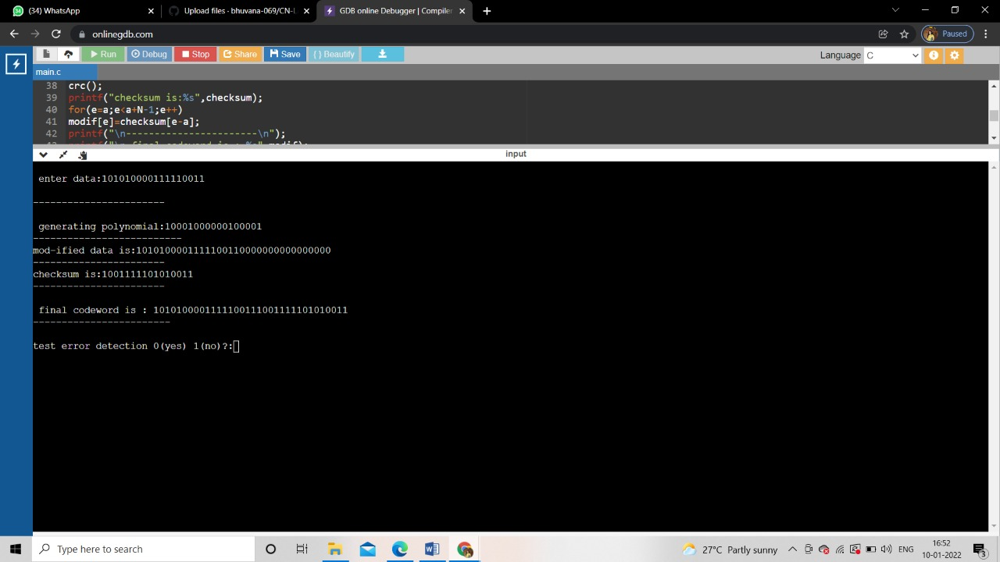 (34) WhatsApp
Upload files · bhuvana-069/CN-L
GDB online Debugger | Compiler
onlinegdb.com
Paused
Run
Debug
Stop
Share
Save
{ } Beautify
Language C
main.c
38 crc();
39 printf("checksum is:%s",checksum);
40 for(e=a;e<a+N-1;e++)
41 modif[e]=checksum[e-a];
42 printf("\n-----------------------\n");
input
enter data:101010000111110011
-----------------------
generating polynomial:10001000000100001
--------------------------
mod-ified data is:1010100001111100110000000000000000
-----------------------
checksum is:1001111101010011
-----------------------
final codeword is : 1010100001111100111001111101010011
------------------------
test error detection 0(yes) 1(no)?:
Type here to search
27°C Partly sunny
ENG
16:52
10-01-2022
3